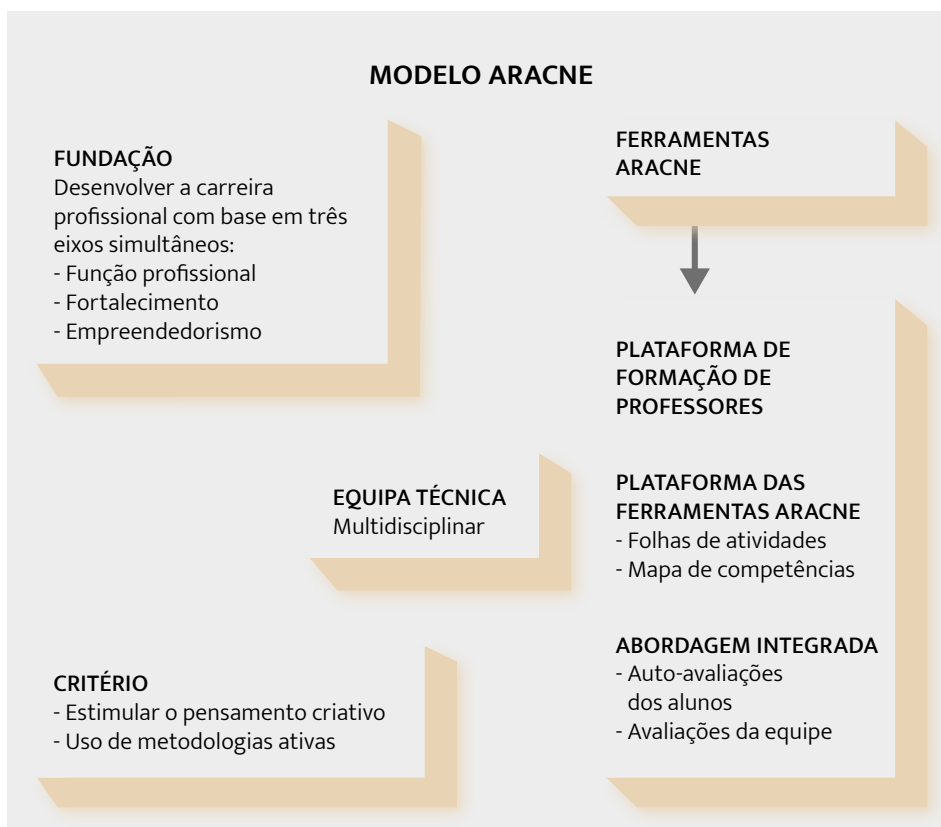 MODELO ARACNE
FUNDAÇÃO
Desenvolver a carreira
profissional com base em três
eixos simultâneos:
- Função profissional
- Fortalecimento
- Empreendedorismo
EQUIPA TÉCNICA
Multidisciplinar
CRITÉRIO
- Estimular o pensamento criativo
- Uso de metodologias ativas
FERRAMENTAS
ARACNE
PLATAFORMA DE
FORMAÇÃO DE
PROFESSORES
PLATAFORMA DAS
FERRAMENTAS ARACNE
- Folhas de atividades
- Mapa de competências
ABORDAGEM INTEGRADA
- Auto-avaliações
dos alunos
- Avaliações da equipe